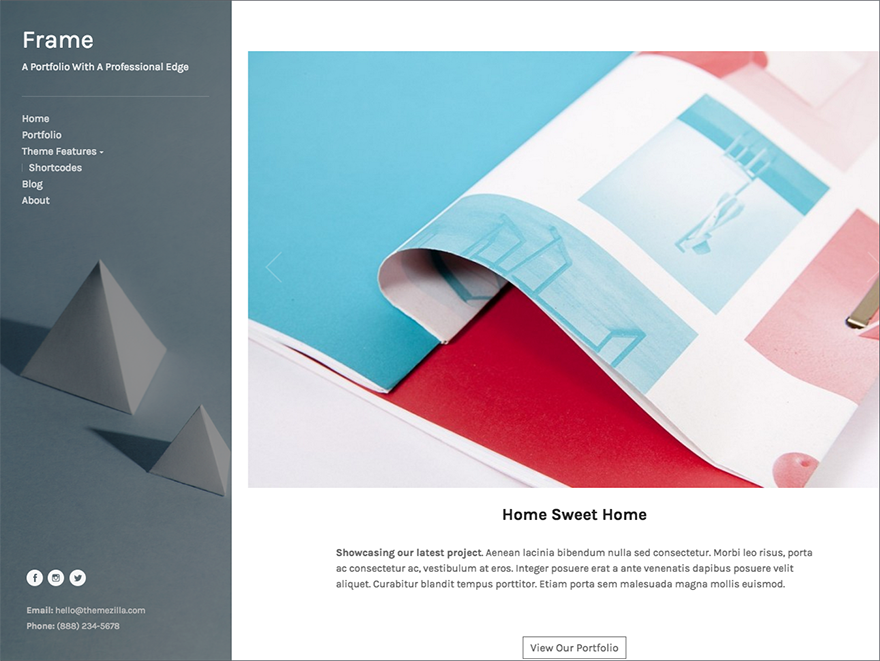 Frame
A Portfolio With A Professional Edge
Home
Portfolio
Theme Features
Shortcodes
Blog
About
Email: hello@themezilla.com
Phone: (888) 234-5678
Home Sweet Home
Showcasing our latest project. Aenean lacinia bibendum nulla sed consectetur. Morbi leo risus, porta
ac consectetur ac, vestibulum at eros. Integer posuere erat a ante venenatis dapibus posuere velit
aliquet. Curabitur blandit tempus porttitor. Etiam porta sem malesuada magna mollis euismod.
View Our Portfolio